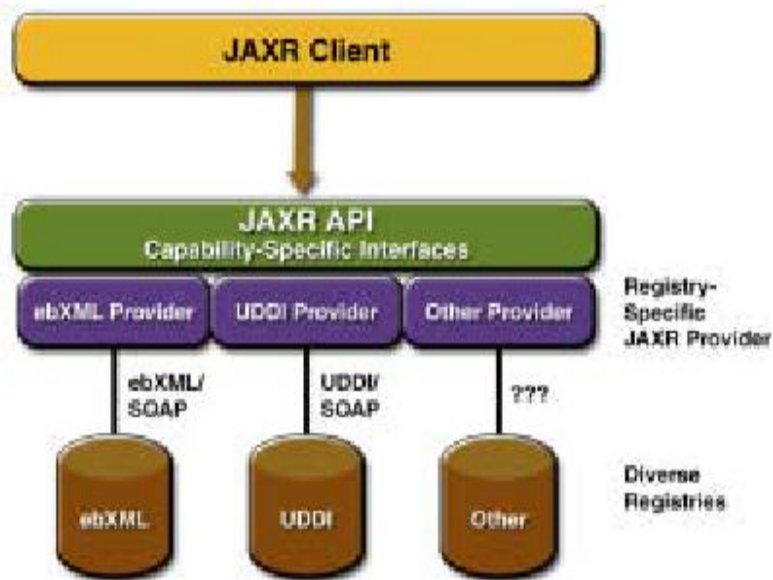 JAXR Client
JAXR API
Capability-Specific Interfaces
ebXML Provider
UDDI Provider
Other Provider
Registry-
Specific
JAXR Provider
ebXML/
SOAP
UDDI/
SOAP
???
ebXML
UDDI
Other
Diverse
Registries